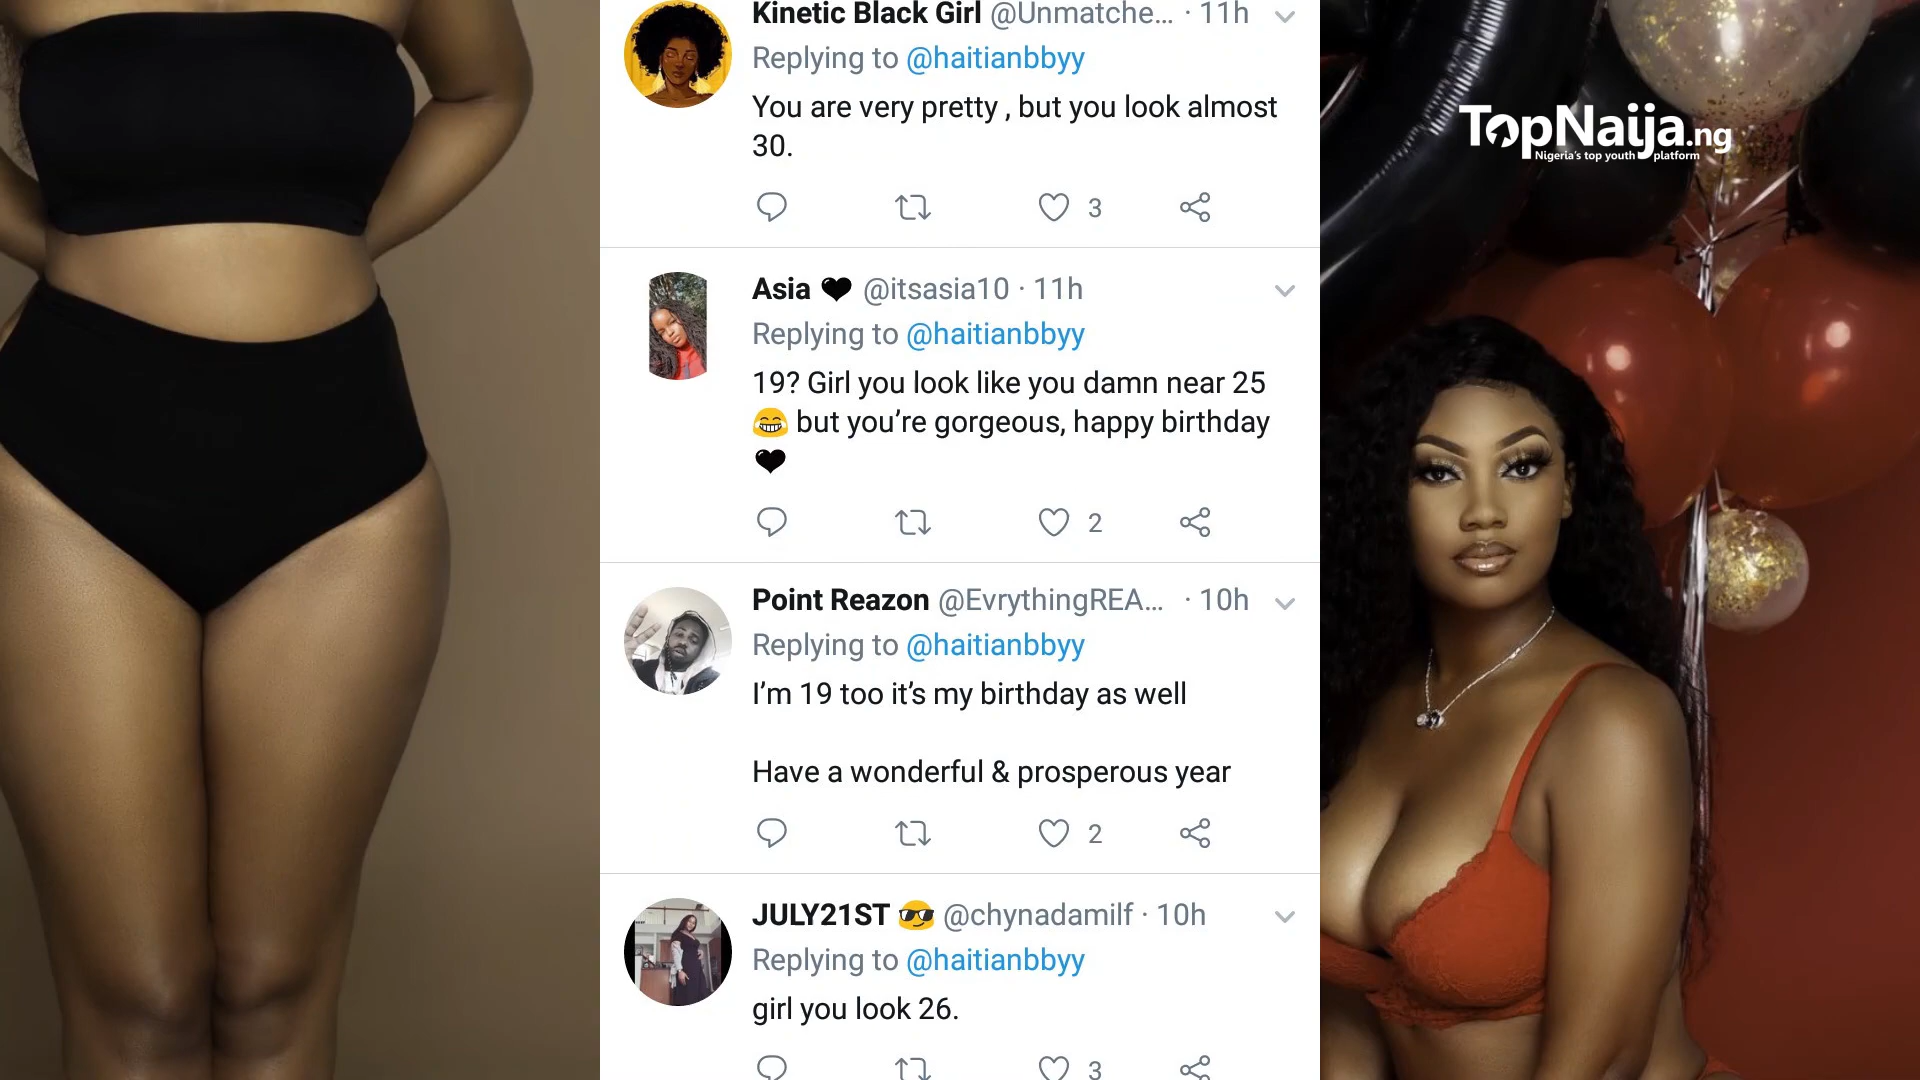 Kinetic Black Girl @Unmatche... · 11h
Replying to @haitianbbyy
You are very pretty , but you look almost
30.
3
Asia 🖤 @itsasia10 · 11h
Replying to @haitianbbyy
19? Girl you look like you damn near 25
😂 but you’re gorgeous, happy birthday
🖤
2
Point Reazon @EvrythingREA... · 10h
Replying to @haitianbbyy
I’m 19 too it’s my birthday as well
Have a wonderful & prosperous year
2
JULY21ST 😎 @chynadamilf · 10h
Replying to @haitianbbyy
girl you look 26.
3
TopNaija.ng
Nigeria's top youth platform